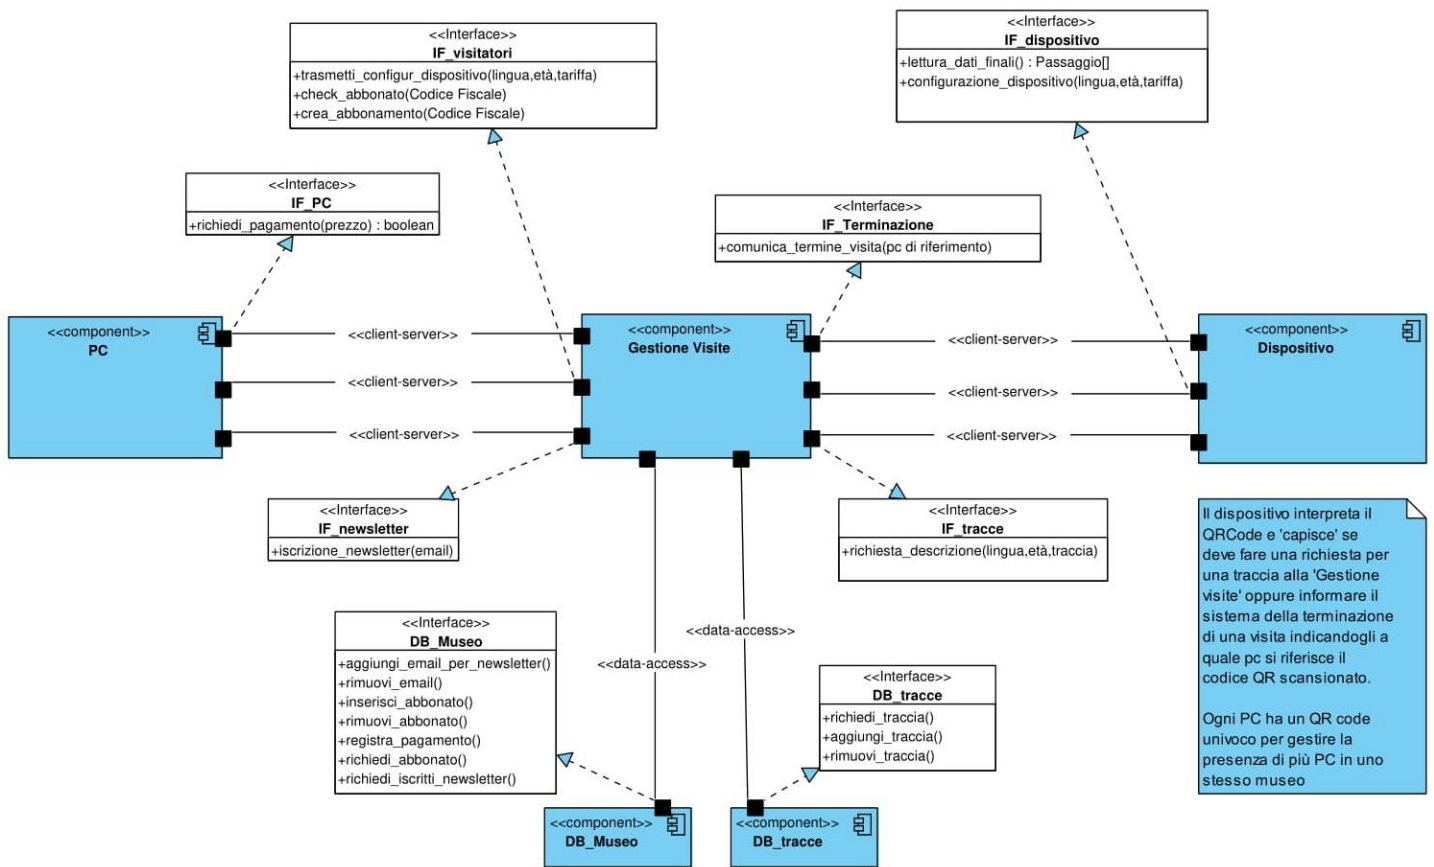 <<Interface>>
IF_visitatori
+trasmetti_configur_dispositivo(lingua,età,tariffa)
+check_abbonato(Codice Fiscale)
+crea_abbonamento(Codice Fiscale)
<<Interface>>
IF_dispositivo
+lettura_dati_finali() : Passaggio[]
+configurazione_dispositivo(lingua,età,tariffa)
<<Interface>>
IF_PC
+richiedi_pagamento(prezzo) : boolean
<<Interface>>
IF_Terminazione
+comunica_termine_visita(pc di riferimento)
<<component>>
PC
<<client-server>>
<<client-server>>
<<client-server>>
<<component>>
Gestione Visite
<<client-server>>
<<client-server>>
<<client-server>>
<<component>>
Dispositivo
<<Interface>>
IF_newsletter
+iscrizione_newsletter(email)
<<Interface>>
IF_tracce
+richiesta_descrizione(lingua,età,traccia)
Il dispositivo interpreta il
QRCode e 'capisce' se
deve fare una richiesta per
una traccia alla 'Gestione
visite' oppure informare il
sistema della terminazione
di una visita indicandogli a
quale pc si riferisce il
codice QR scansionato.
Ogni PC ha un QR code
univoco per gestire la
presenza di più PC in uno
stesso museo
<<Interface>>
DB_Museo
+aggiungi_email_per_newsletter()
+rimuovi_email()
+inserisci_abbonato()
+rimuovi_abbonato()
+registra_pagamento()
+richiedi_abbonato()
+richiedi_iscritti_newsletter()
<<data-access>>
<<data-access>>
<<Interface>>
DB_tracce
+richiedi_traccia()
+aggiungi_traccia()
+rimuovi_traccia()
<<component>>
DB_Museo
<<component>>
DB_tracce